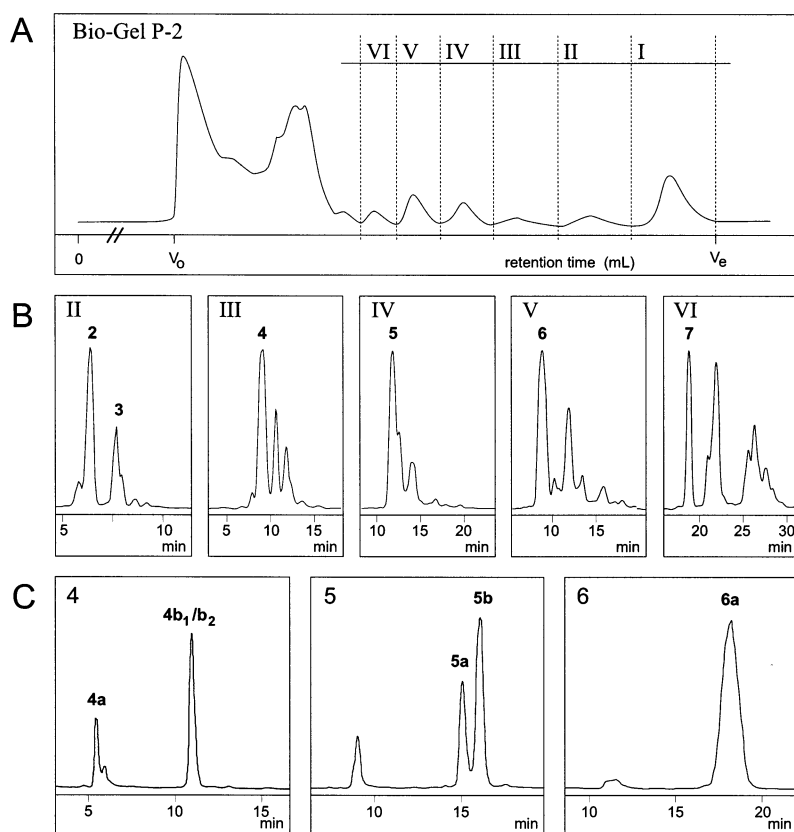 A
Bio-Gel P-2
VI V IV III II I
0 Vo retention time (mL) Ve
B
II III IV V VI
2 3 4 5 6 7
5 10 5 10 15 10 15 20 10 15 20 25 30
min min min min min
C
4 5 6
4a 4b1/b2 5a 5b 6a
5 10 15 10 15 10 15 20
min min min